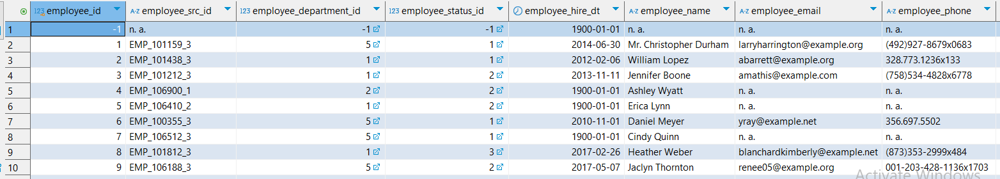 123 employee_id A-Z employee_src_id 123 employee_department_id 123 employee_status_id employee_hire_dt A-Z employee_name A-Z employee_email A-Z employee_phone
1 -1 n. a. -1 -1 1900-01-01 n. a. n. a. n. a.
2 1 EMP_101159_3 5 1 2014-06-30 Mr. Christopher Durham larryharrington@example.org (492)927-8679x0683
3 2 EMP_101438_3 1 1 2012-02-06 William Lopez abarrett@example.org 328.773.1236x133
4 3 EMP_101212_3 1 2 2013-11-11 Jennifer Boone amathis@example.com (758)534-4828x6778
5 4 EMP_106900_1 2 2 1900-01-01 Ashley Wyatt n. a. n. a.
6 5 EMP_106410_2 1 2 1900-01-01 Erica Lynn n. a. n. a.
7 6 EMP_100355_3 5 1 2010-11-01 Daniel Meyer yray@example.net 356.697.5502
8 7 EMP_106512_3 5 1 1900-01-01 Cindy Quinn n. a. n. a.
9 8 EMP_101812_3 1 3 2017-02-26 Heather Weber blanchardkimberly@example.net (873)353-2999x484
10 9 EMP_106188_3 5 2 2017-05-07 Jaclyn Thornton renee05@example.org 001-203-428-1136x1703
Activate Windows